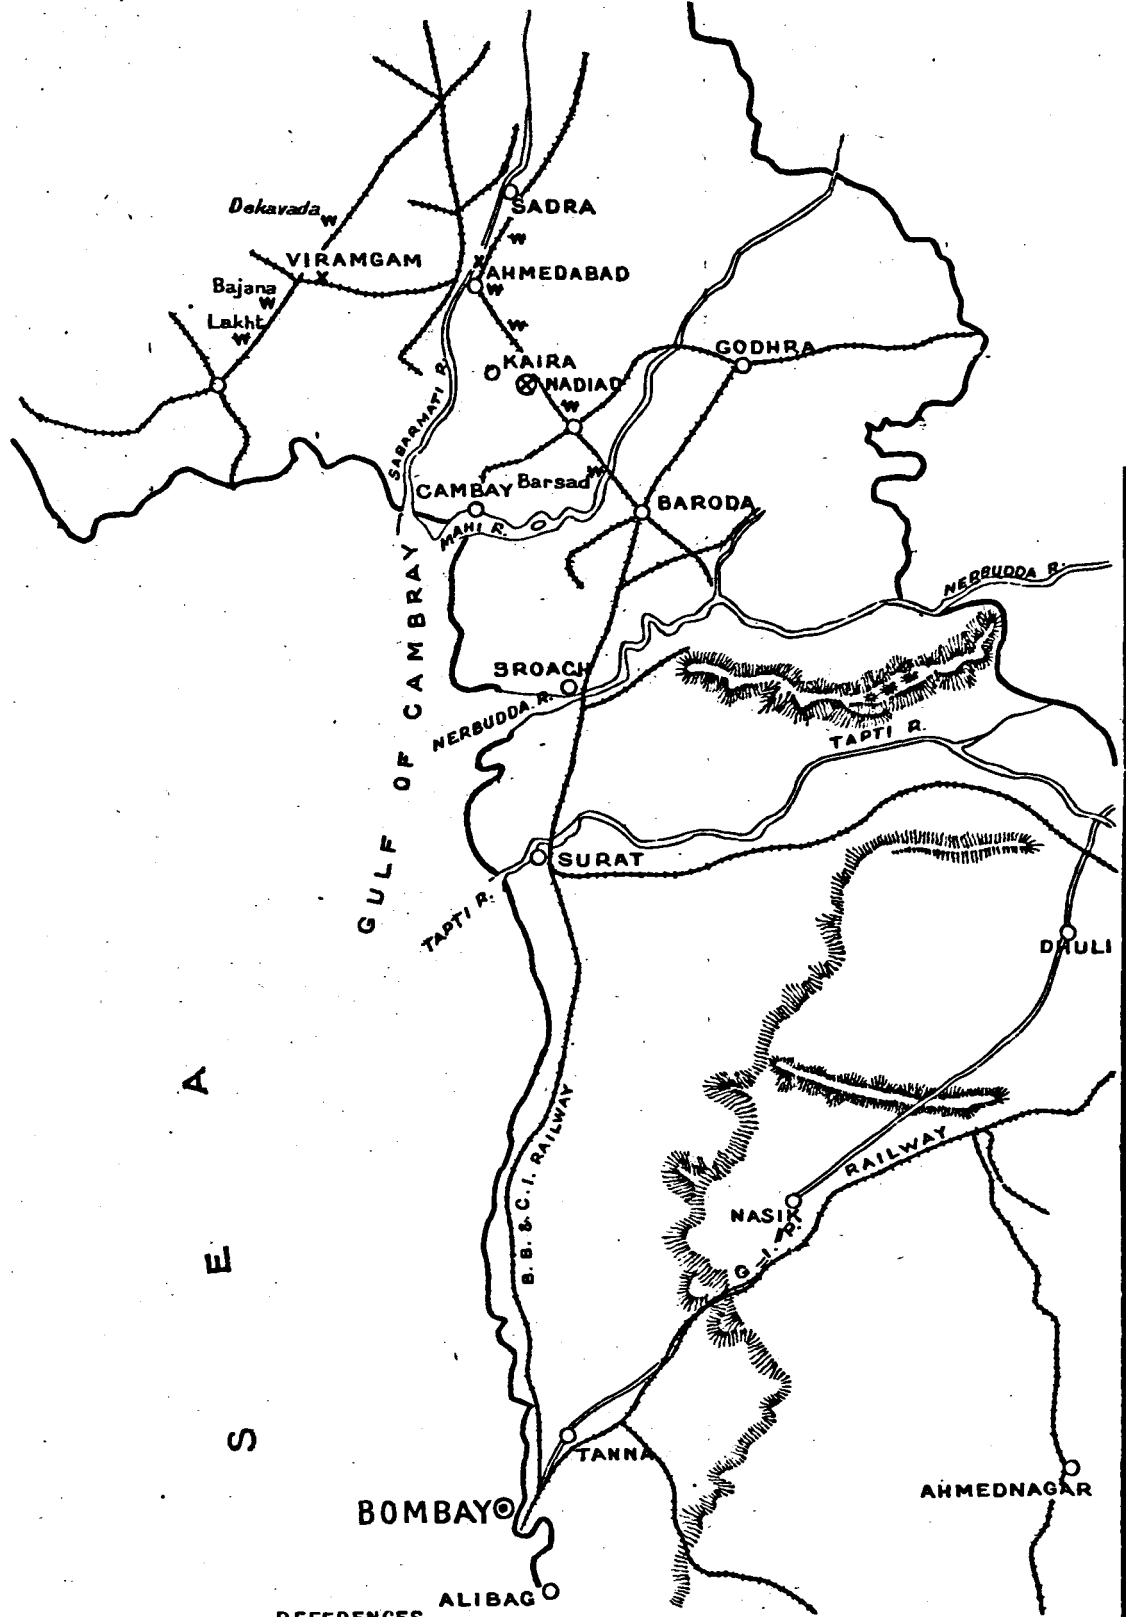 SADRA
Dekavada W
W
VIRAMGAM
X
X
AHMEDABAD
W
Bajana
W
Lakht
W
W
KAIRA
NADIAD
W
GODHRA
SABARMATI R.
CAMBAY
Barsad W
BARODA
MAHI R.
GULF OF CAMBRAY
NERBUDDA R.
BROACH
NERBUDDA R.
TAPTI R.
SURAT
TAPTI R.
DHULI
SEA
B. B. & C. I. RAILWAY
RAILWAY
NASIK
G. I. P.
TANNA
BOMBAY
AHMEDNAGAR
ALIBAG
REFERENCES